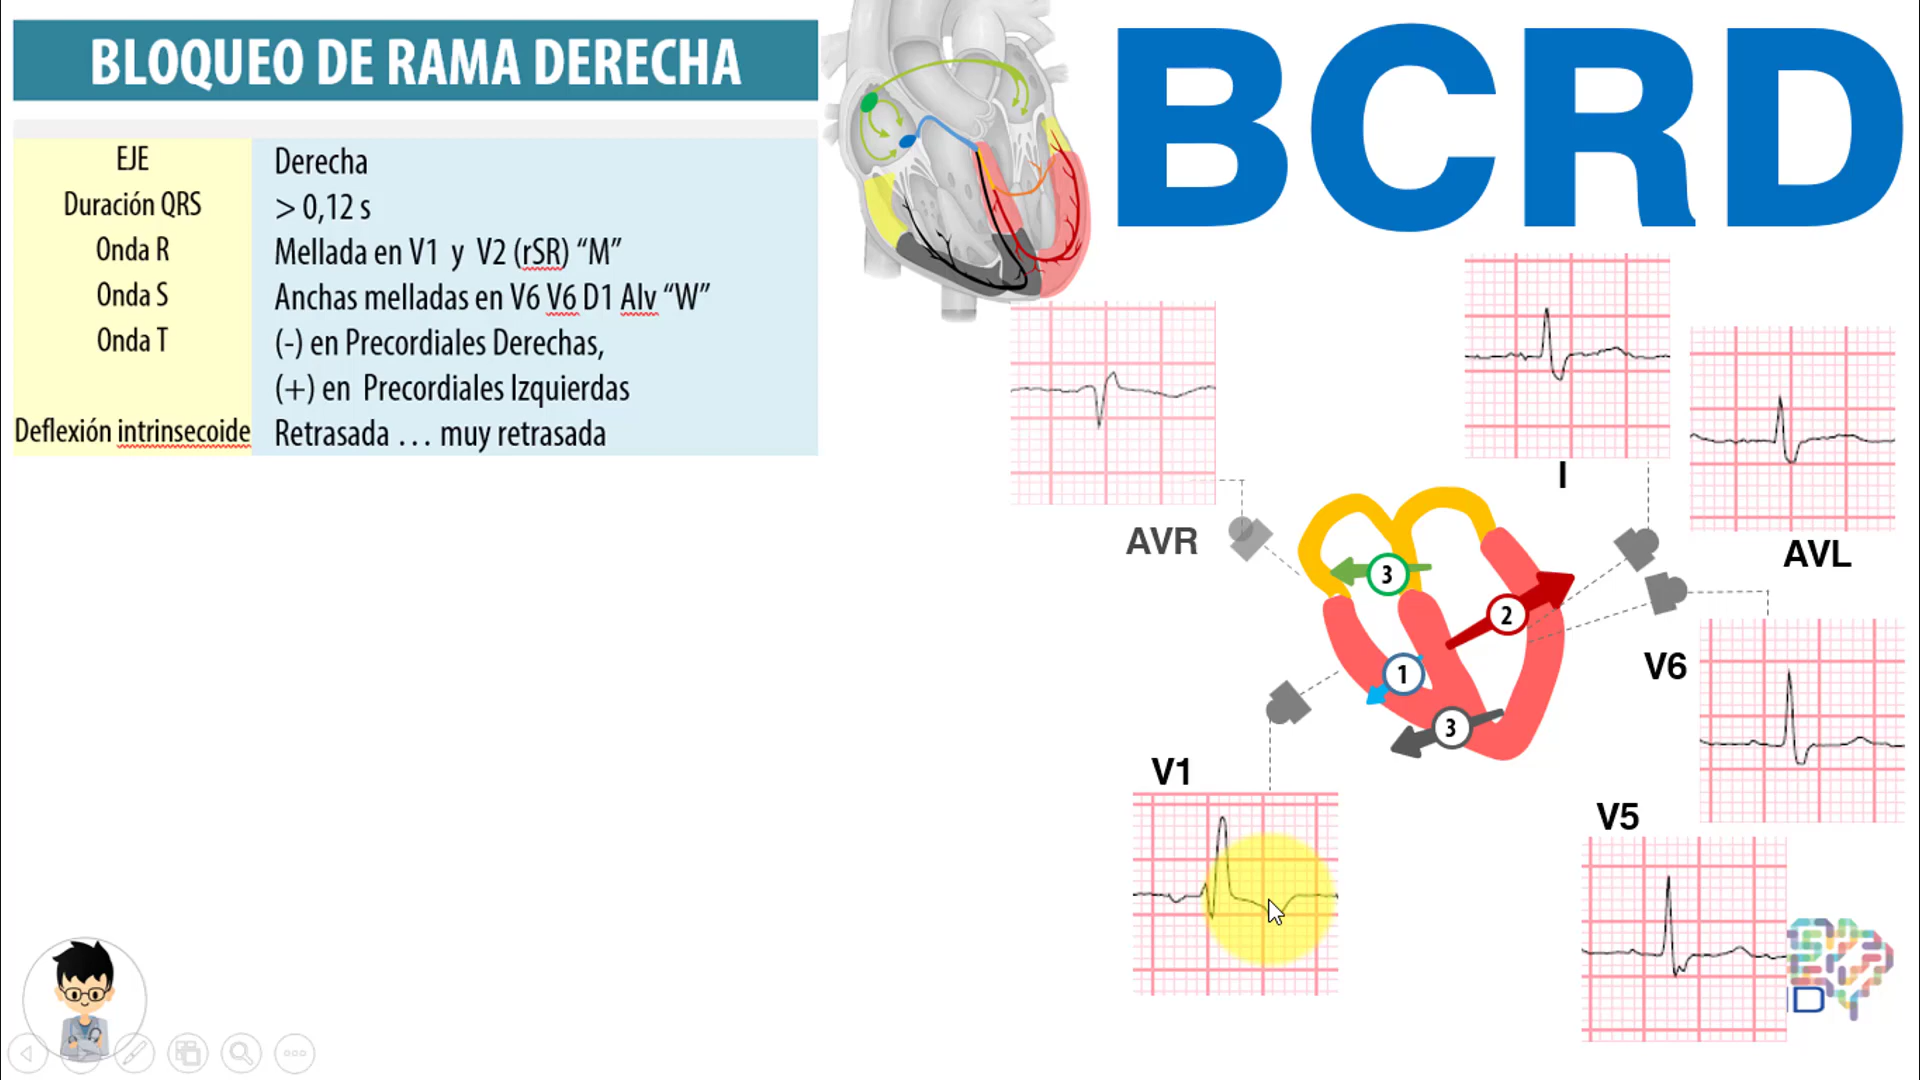 BLOQUEO DE RAMA DERECHA
BCRD
EJE Derecha
Duración QRS > 0,12 s
Onda R Mellada en V1 y V2 (rSR) “M”
Onda S Anchas melladas en V6 V6 D1 Alv “W”
Onda T (-) en Precordiales Derechas,
(+) en Precordiales Izquierdas
Deflexión intrinsecoide Retrasada … muy retrasada
I
AVR
AVL
3
2
1
3
V6
V1
V5
D